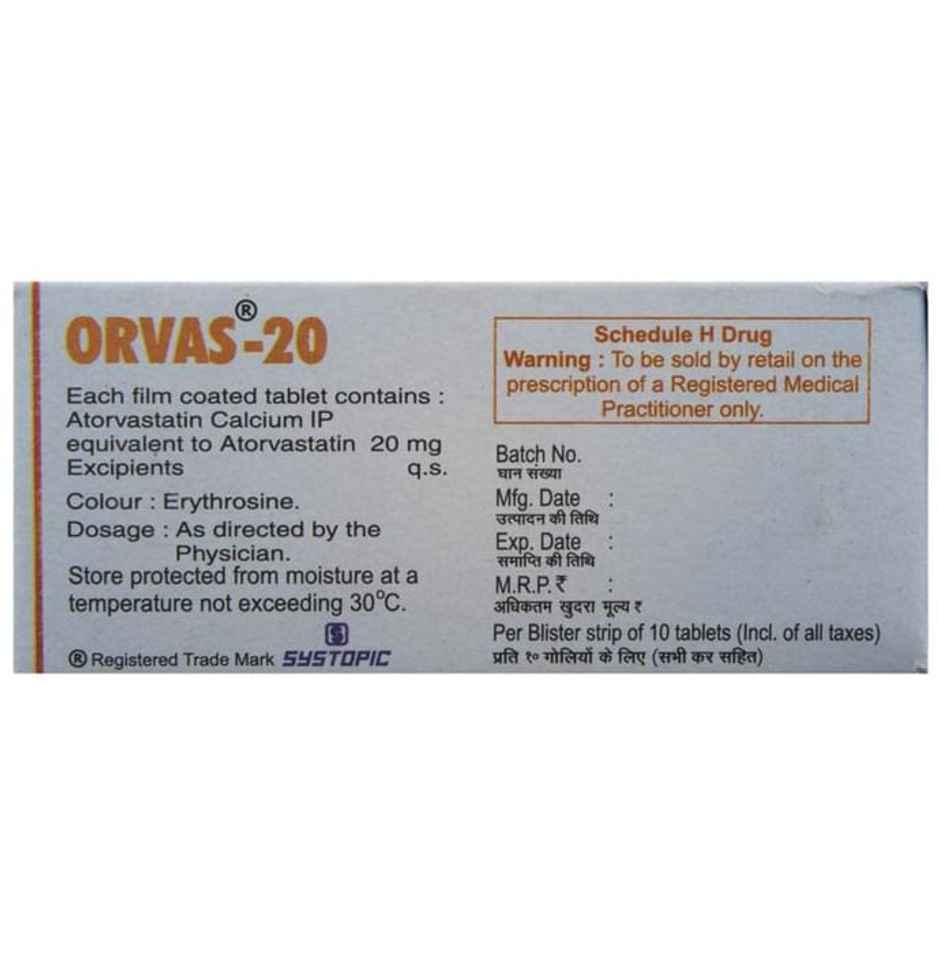 ORVAS®-20
Each film coated tablet contains :
Atorvastatin Calcium IP
equivalent to Atorvastatin 20 mg
Excipients q.s.
Colour : Erythrosine.
Dosage : As directed by the
Physician.
Store protected from moisture at a
temperature not exceeding 30°C.
® Registered Trade Mark SYSTOPIC
Schedule H Drug
Warning : To be sold by retail on the
prescription of a Registered Medical
Practitioner only.
Batch No.
घान संख्या
Mfg. Date :
उत्पादन की तिथि
Exp. Date :
समाप्ति की तिथि
M.R.P.₹ :
अधिकतम खुदरा मूल्य ₹
Per Blister strip of 10 tablets (Incl. of all taxes)
प्रति १० गोलियों के लिए (सभी कर सहित)